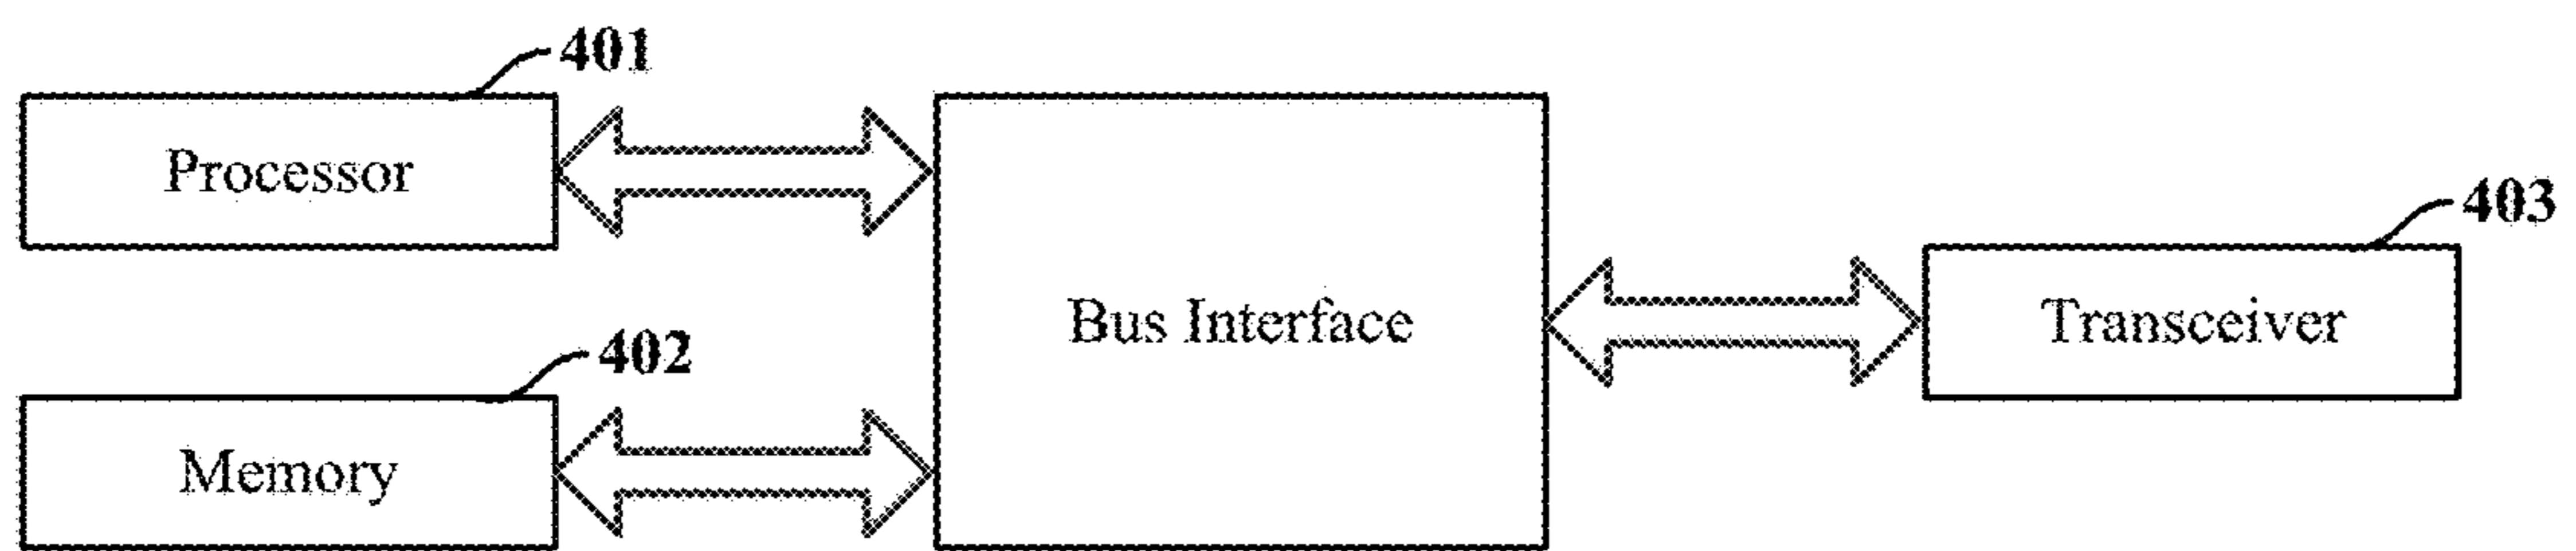 401
Processor
402
Memory
Bus Interface
403
Transceiver